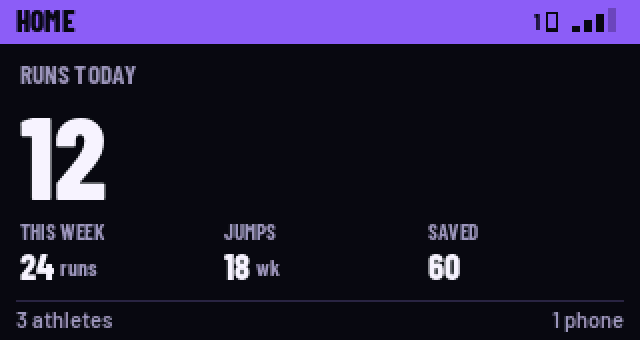 HOME 1
RUNS TODAY
12
THIS WEEK JUMPS SAVED
24 runs 18 wk 60
3 athletes 1 phone